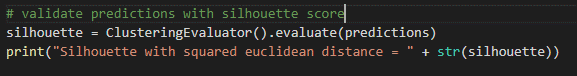 # validate predictions with silhouette score
silhouette = ClusteringEvaluator().evaluate(predictions)
print("Silhouette with squared euclidean distance = " + str(silhouette))